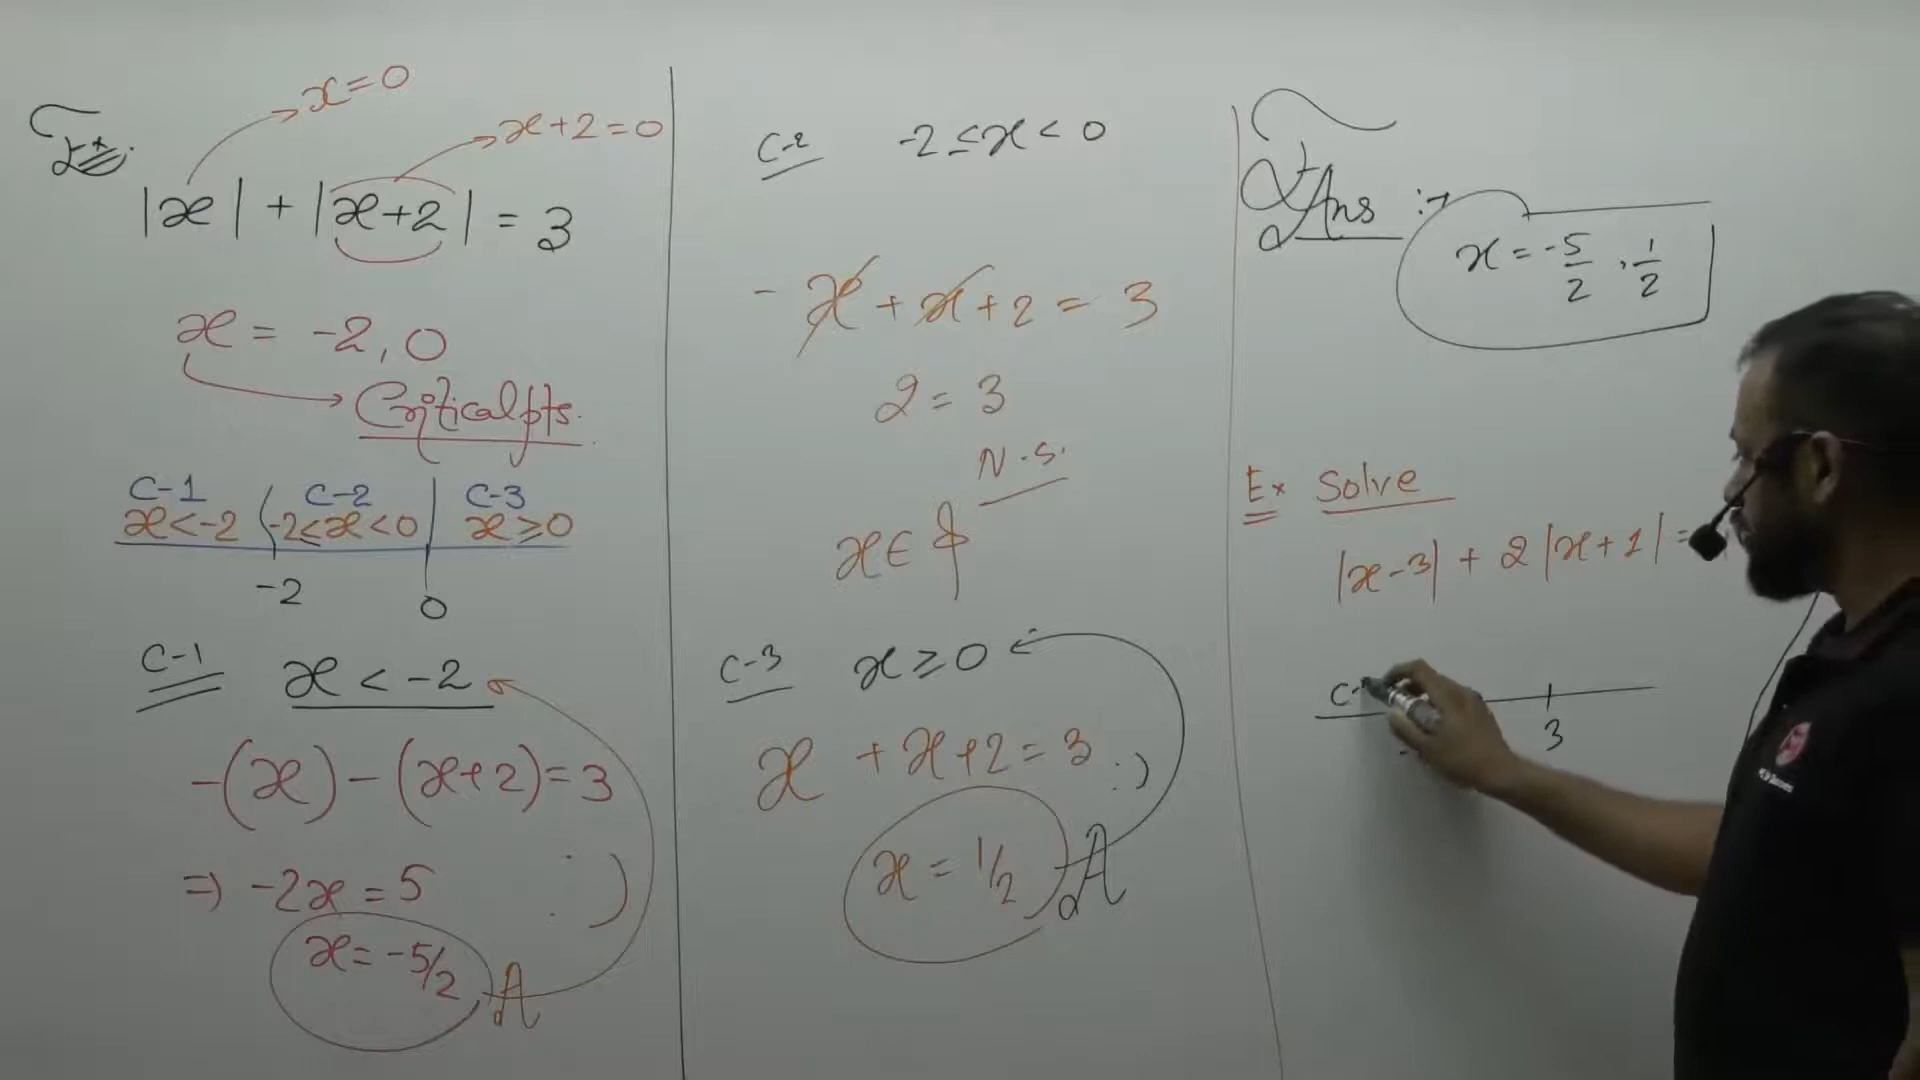 Ex.
x=0
x+2=0
|x| + |x+2| = 3
x = -2, 0
Critical pts.
C-1 C-2 C-3
x<-2 -2≤x<0 x≥0
-2 0
C-1 x < -2
-(x) - (x+2) = 3
⇒ -2x = 5
x = -5/2 A
C-2 -2 ≤ x < 0
- x + x + 2 = 3
2 = 3
N.S.
x ∈ ϕ
C-3 x ≥ 0
x + x+2 = 3 :)
x = 1/2 A
Ans :→
x = -5/2 , 1/2
Ex Solve
|x-3| + 2 |x+1| =
C-
3